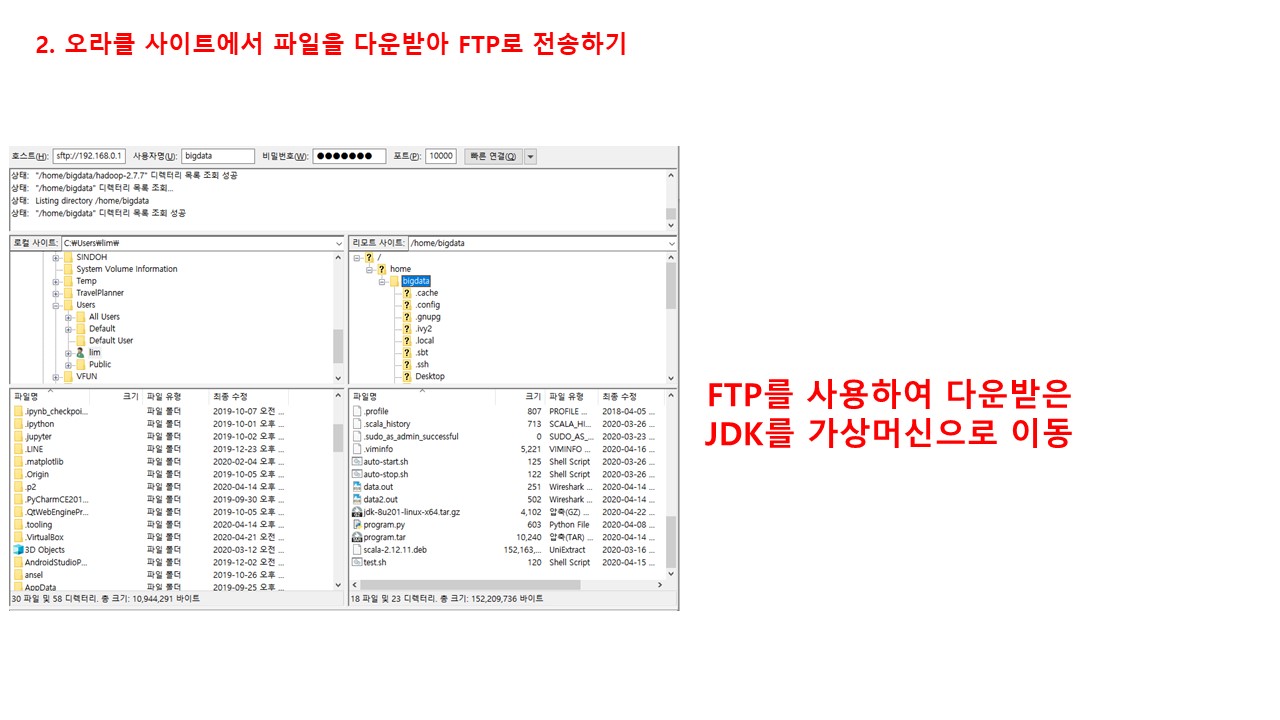 2. 오라클 사이트에서 파일을 다운받아 FTP로 전송하기
호스트(H): sftp://192.168.0.1 사용자명(U): bigdata 비밀번호(W): ●●●●●●● 포트(P): 10000 빠른 연결(Q)
상태: "/home/bigdata/hadoop-2.7.7" 디렉터리 목록 조회 성공
상태: "/home/bigdata" 디렉터리 목록 조회...
상태: Listing directory /home/bigdata
상태: "/home/bigdata" 디렉터리 목록 조회 성공
로컬 사이트: C:₩Users₩lim₩
SINDOH
System Volume Information
Temp
TravelPlanner
Users
All Users
Default
Default User
lim
Public
VFUN
리모트 사이트: /home/bigdata
/
home
bigdata
.cache
.config
.gnupg
.ivy2
.local
.sbt
.ssh
Desktop
파일명 크기 파일 유형 최종 수정
.ipynb_checkpoi... 파일 폴더 2019-10-07 오전 ...
.ipython 파일 폴더 2019-10-01 오후 ...
.jupyter 파일 폴더 2019-10-02 오후 ...
.LINE 파일 폴더 2019-12-23 오후 ...
.matplotlib 파일 폴더 2020-02-04 오후 ...
.Origin 파일 폴더 2019-10-05 오후 ...
.p2 파일 폴더 2020-04-14 오후 ...
.PyCharmCE201... 파일 폴더 2019-09-30 오후 ...
.QtWebEnginePr... 파일 폴더 2019-10-05 오후 ...
.tooling 파일 폴더 2020-04-14 오후 ...
.VirtualBox 파일 폴더 2020-04-21 오전 ...
3D Objects 파일 폴더 2020-03-12 오전 ...
AndroidStudioP... 파일 폴더 2019-12-02 오전 ...
ansel 파일 폴더 2019-10-26 오후 ...
AppData 파일 폴더 2019-09-25 오후 ...
30 파일 및 58 디렉터리. 총 크기: 10,944,291 바이트
파일명 크기 파일 유형 최종 수정
.profile 807 PROFILE ... 2018-04-05 ...
.scala_history 713 SCALA_HI... 2020-03-26 ...
.sudo_as_admin_successful 0 SUDO_AS_... 2020-03-23 ...
.viminfo 5,221 VIMINFO ... 2020-04-16 ...
auto-start.sh 125 Shell Script 2020-03-26 ...
auto-stop.sh 122 Shell Script 2020-03-26 ...
data.out 251 Wireshark ... 2020-04-14 ...
data2.out 502 Wireshark ... 2020-04-14 ...
jdk-8u201-linux-x64.tar.gz 4,102 압축(GZ) ... 2020-04-22 ...
program.py 603 Python File 2020-04-08 ...
program.tar 10,240 압축(TAR) ... 2020-04-14 ...
scala-2.12.11.deb 152,163,... UniExtract 2020-03-16 ...
test.sh 120 Shell Script 2020-04-15 ...
18 파일 및 23 디렉터리. 총 크기: 152,209,736 바이트
FTP를 사용하여 다운받은
JDK를 가상머신으로 이동